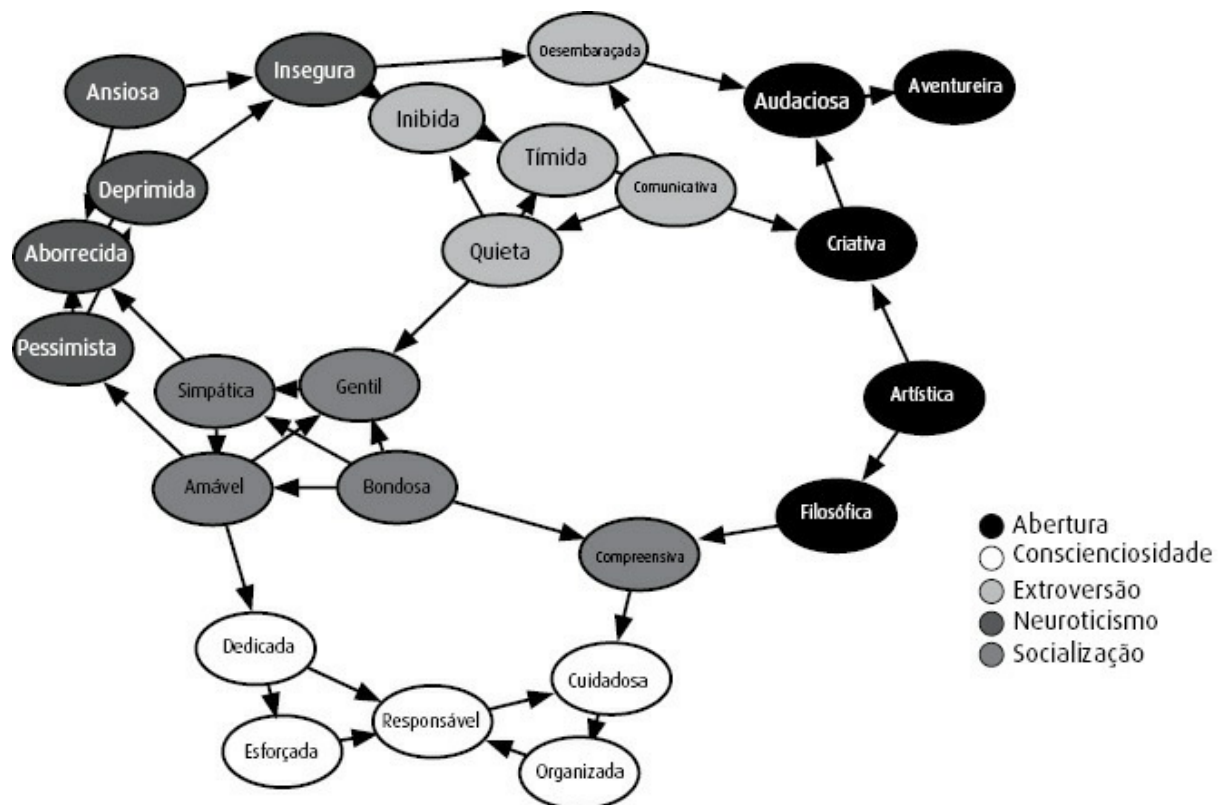 Desembaraçada
Insegura
Ansiosa
Audaciosa
Aventureira
Inibida
Tímida
Deprimida
Comunicativa
Aborrecida
Quieta
Criativa
Pessimista
Simpática
Gentil
Artística
Amável
Bondosa
Filosófica
Compreensiva
Abertura
Conscienciosidade
Extroversão
Neuroticismo
Socialização
Dedicada
Cuidadosa
Responsável
Esforçada
Organizada